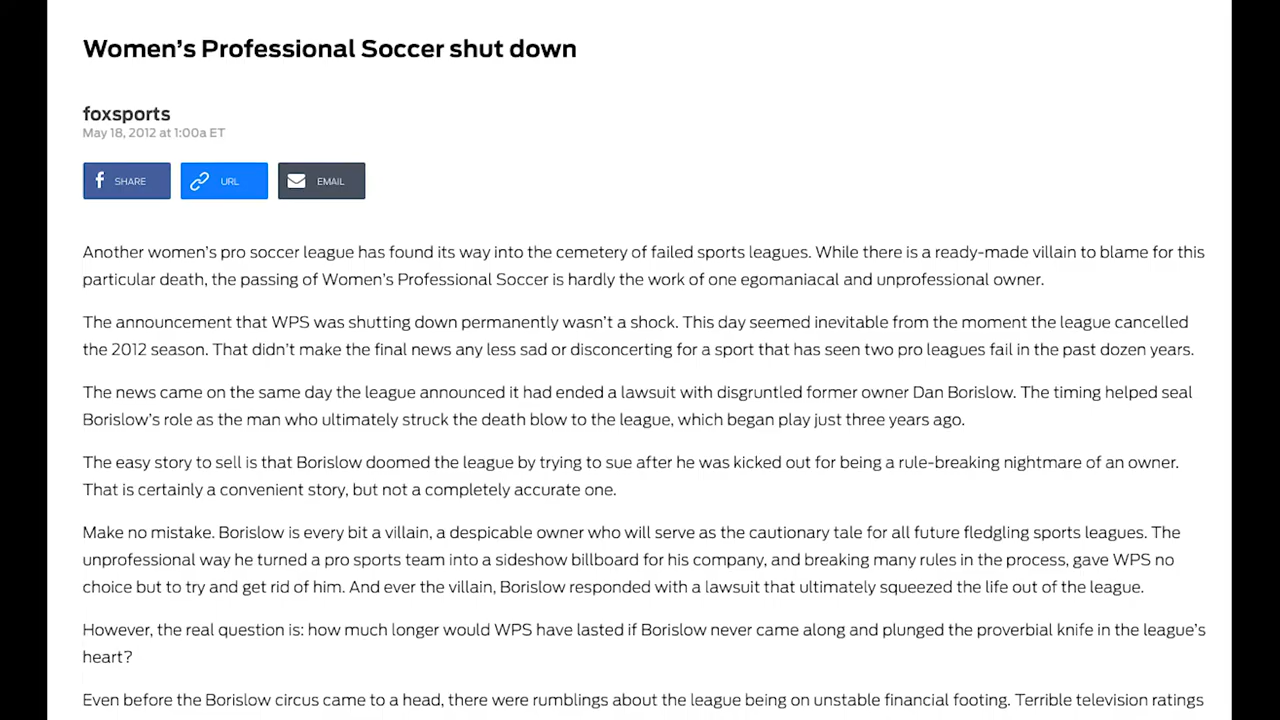 Women’s Professional Soccer shut down
foxsports
May 18, 2012 at 1:00a ET
SHARE
URL
EMAIL
Another women’s pro soccer league has found its way into the cemetery of failed sports leagues. While there is a ready-made villain to blame for this
particular death, the passing of Women’s Professional Soccer is hardly the work of one egomaniacal and unprofessional owner.
The announcement that WPS was shutting down permanently wasn’t a shock. This day seemed inevitable from the moment the league cancelled
the 2012 season. That didn’t make the final news any less sad or disconcerting for a sport that has seen two pro leagues fail in the past dozen years.
The news came on the same day the league announced it had ended a lawsuit with disgruntled former owner Dan Borislow. The timing helped seal
Borislow’s role as the man who ultimately struck the death blow to the league, which began play just three years ago.
The easy story to sell is that Borislow doomed the league by trying to sue after he was kicked out for being a rule-breaking nightmare of an owner.
That is certainly a convenient story, but not a completely accurate one.
Make no mistake. Borislow is every bit a villain, a despicable owner who will serve as the cautionary tale for all future fledgling sports leagues. The
unprofessional way he turned a pro sports team into a sideshow billboard for his company, and breaking many rules in the process, gave WPS no
choice but to try and get rid of him. And ever the villain, Borislow responded with a lawsuit that ultimately squeezed the life out of the league.
However, the real question is: how much longer would WPS have lasted if Borislow never came along and plunged the proverbial knife in the league’s
heart?
Even before the Borislow circus came to a head, there were rumblings about the league being on unstable financial footing. Terrible television ratings